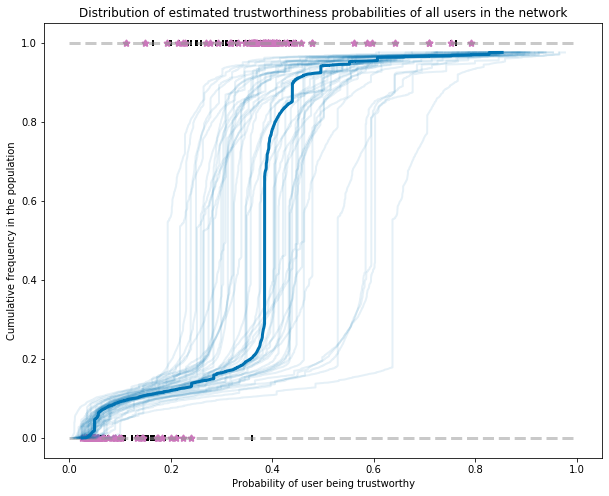 Distribution of estimated trustworthiness probabilities of all users in the network
Cumulative frequency in the population
1.0
0.8
0.6
0.4
0.2
0.0
0.0 0.2 0.4 0.6 0.8 1.0
Probability of user being trustworthy